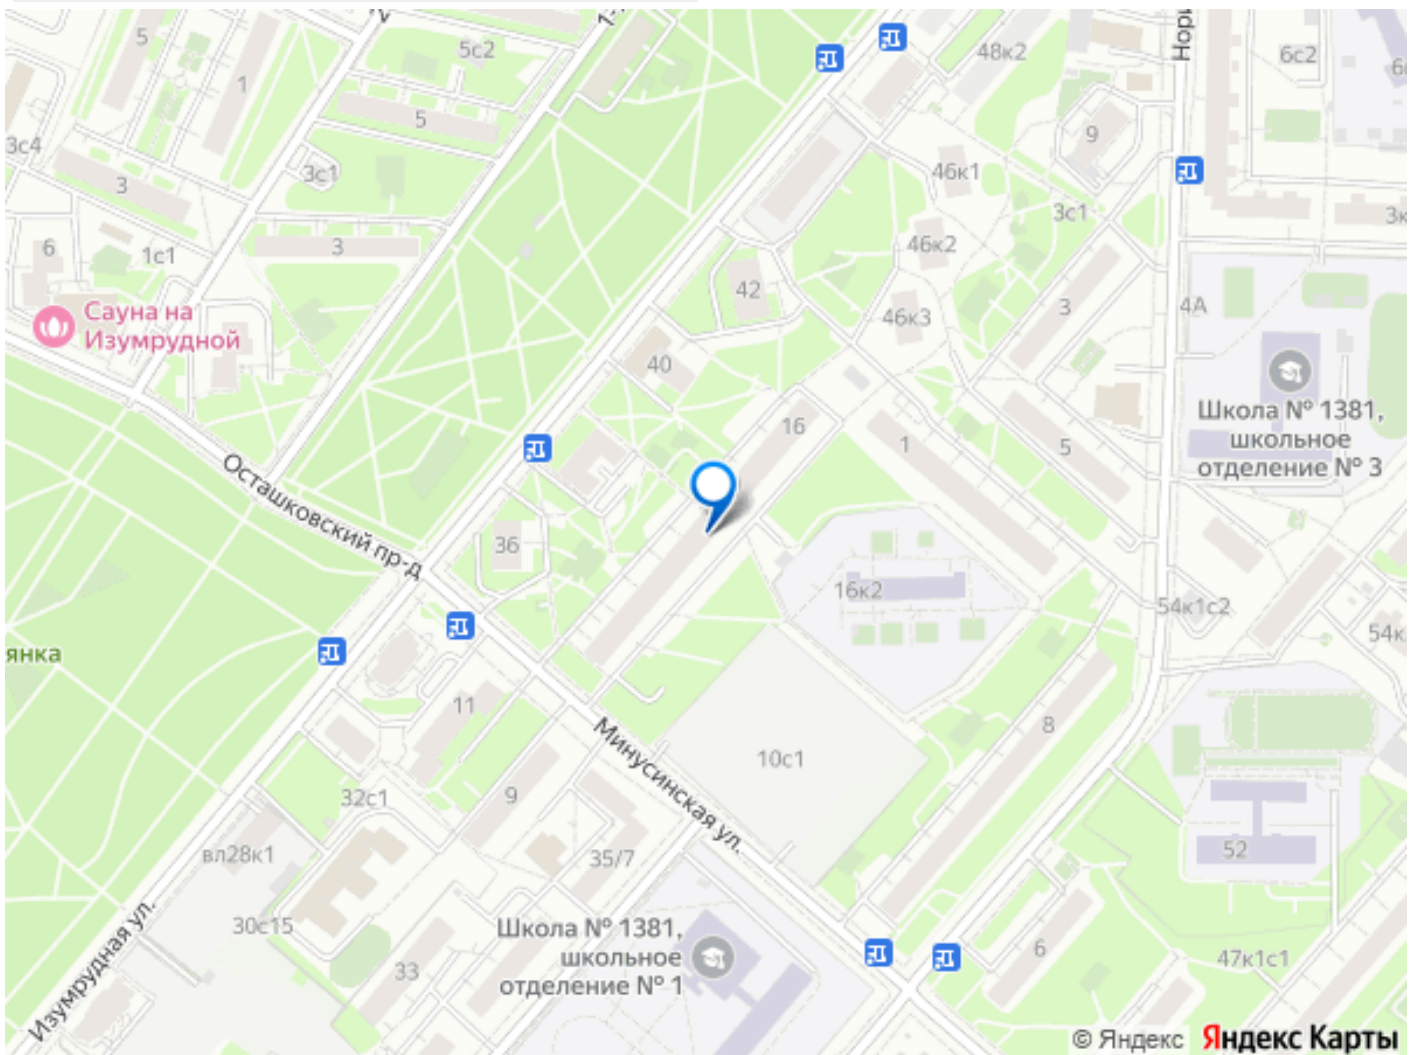 5
5с2
48к2
Нори
6с2
1
5
9
3с4
3
3с1
46к1
3с1
3к
6
1с1
3
46к2
42
3
4А
Сауна на
Изумрудной
46к3
40
Школа № 1381,
школьное
отделение № 3
16
1
5
Осташковский пр-д
36
16к2
54к1с2
54к
янка
11
Минусинская ул.
8
10с1
32с1
9
вл28к1
35/7
52
Изумрудная ул.
30с15
Школа № 1381,
школьное
отделение № 1
33
6
47к1с1
© Яндекс Яндекс Карты